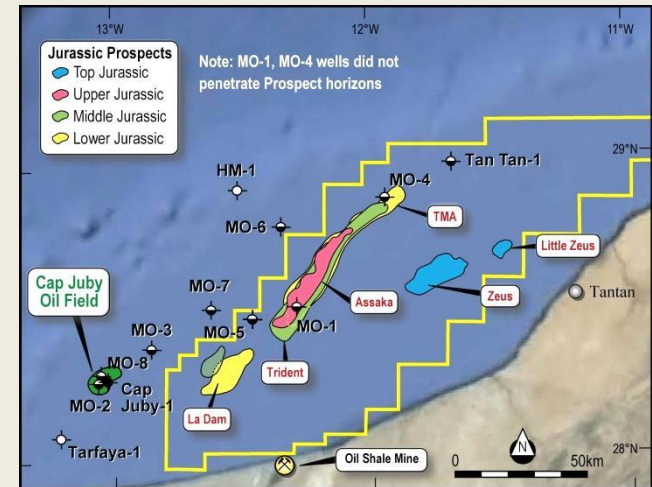 13°W
12°W
11°W
Jurassic Prospects
Top Jurassic
Upper Jurassic
Middle Jurassic
Lower Jurassic
Note: MO-1, MO-4 wells did not
penetrate Prospect horizons
29°N
Tan Tan-1
HM-1
MO-4
TMA
MO-6
Little Zeus
Cap Juby
Oil Field
MO-7
Assaka
Zeus
Tantan
MO-3
MO-5
MO-1
MO-8
Trident
Cap
Juby-1
MO-2
La Dam
Tarfaya-1
28°N
Oil Shale Mine
N
0
50km